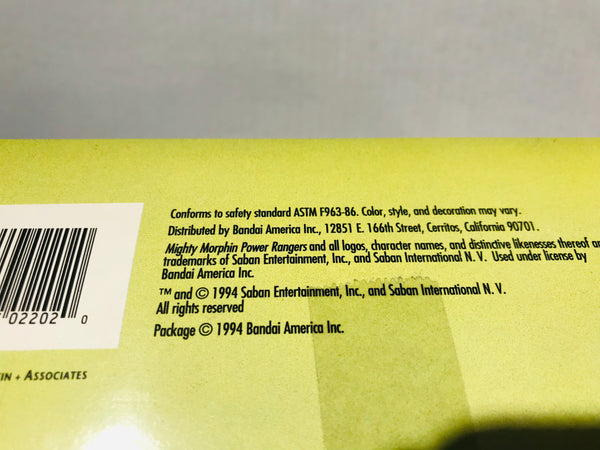 Conforms to safety standard ASTM F963-86. Color, style, and decoration may vary.
Distributed by Bandai America Inc., 12851 E. 166th Street, Cerritos, California 90701.
Mighty Morphin Power Rangers and all logos, character names, and distinctive likenesses thereof
trademarks of Saban Entertainment, Inc., and Saban International N. V. Used under license by
Bandai America Inc.
™ and © 1994 Saban Entertainment, Inc., and Saban International N. V.
All rights reserved
Package © 1994 Bandai America Inc.
02202 0
+ ASSOCIATES